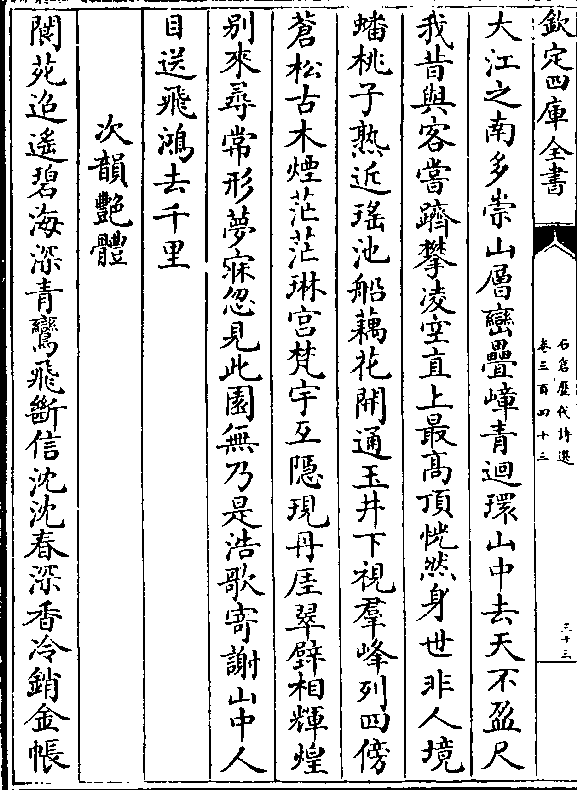 欽定四庫全書
石倉歷代詩選
卷三百四十三
三十三
大江之南多崇山層巒疊嶂青迴環山中去天不盈尺
我昔與客嘗躋攀凌空直上最髙頂恍然身世非人境
蟠桃子熟近瑤池船藕花開通玉井下視羣峰列四傍
蒼松古木煙茫茫琳宫梵宇互隱現丹厓翠壁相輝煌
别來尋常形夢寐忽見此圖無乃是浩歌寄謝山中人
目送飛鴻去千里
次韻艷體
閬苑迢遥碧海深青鸞飛斷信沈沈春深香冷銷金帳